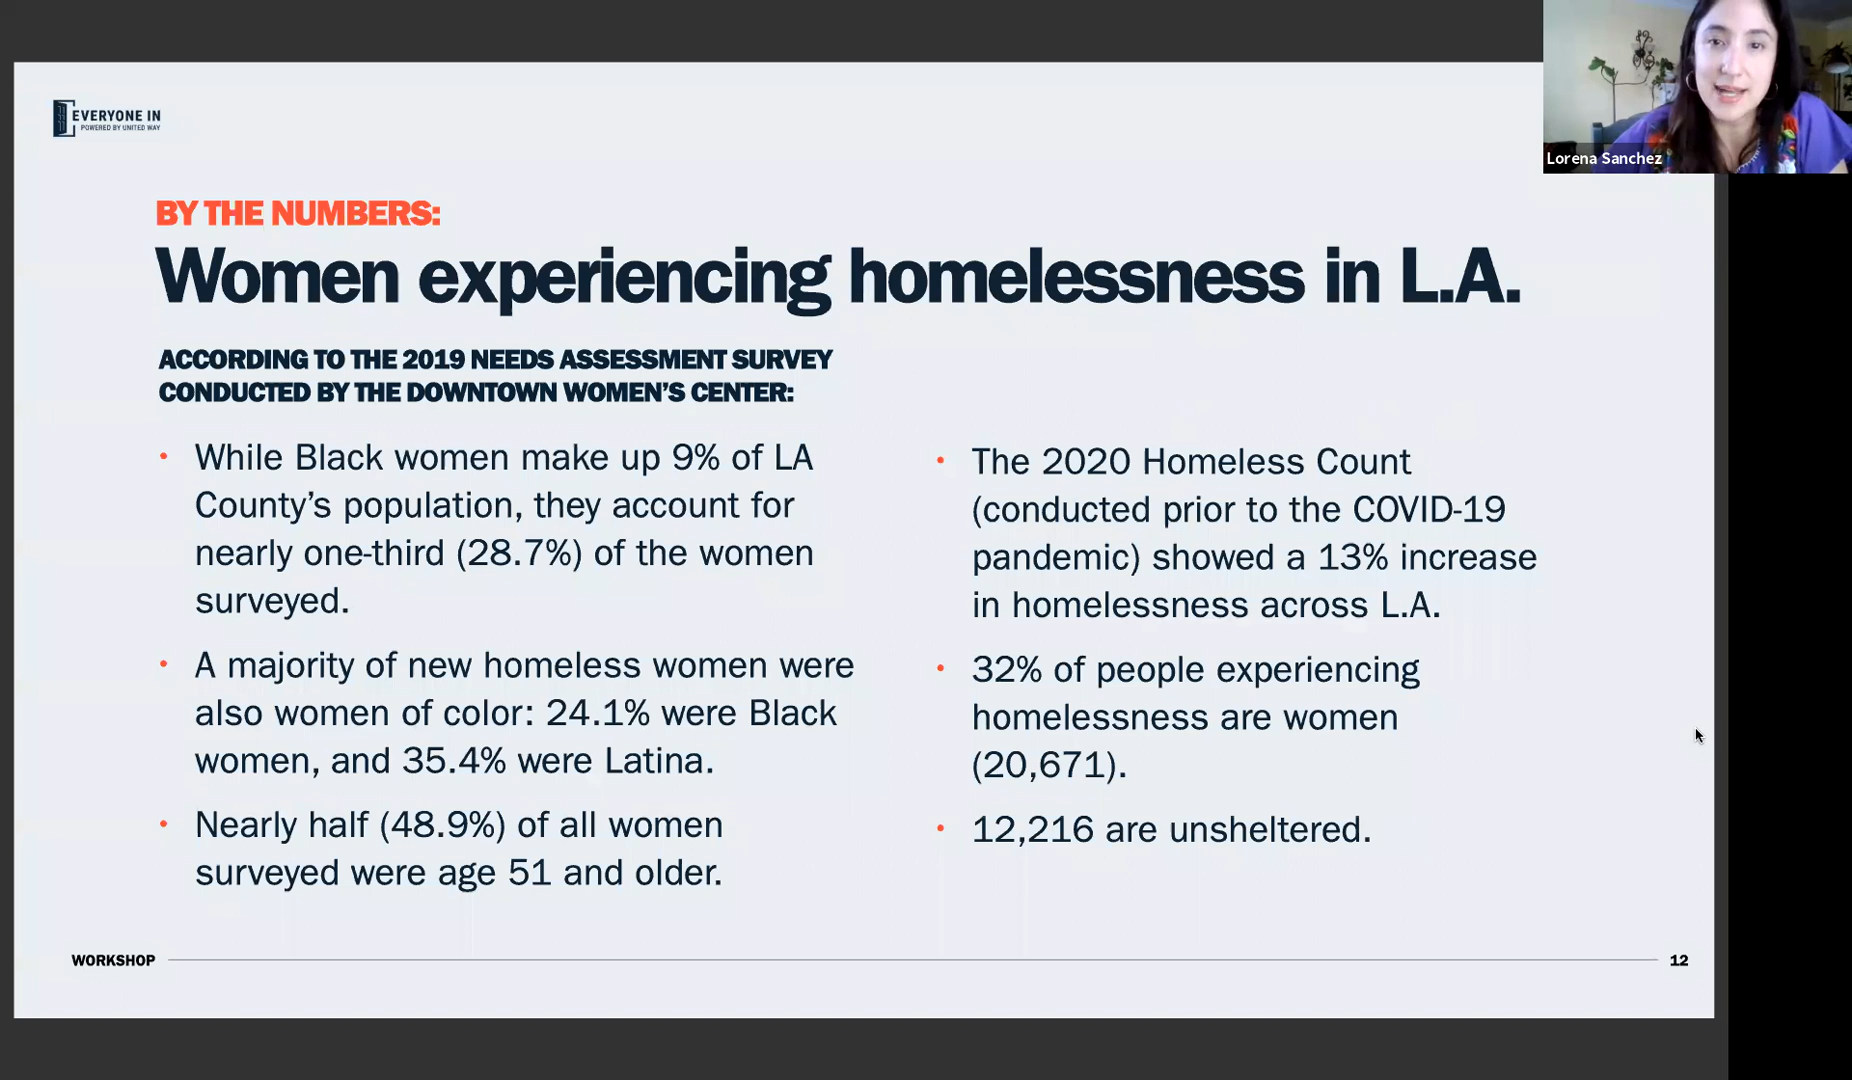 EVERYONE IN
POWERED BY UNITED WAY
Lorena Sanchez
BY THE NUMBERS:
Women experiencing homelessness in L.A.
ACCORDING TO THE 2019 NEEDS ASSESSMENT SURVEY
CONDUCTED BY THE DOWNTOWN WOMEN’S CENTER:
• While Black women make up 9% of LA
County’s population, they account for
nearly one-third (28.7%) of the women
surveyed.
• A majority of new homeless women were
also women of color: 24.1% were Black
women, and 35.4% were Latina.
• Nearly half (48.9%) of all women
surveyed were age 51 and older.
• The 2020 Homeless Count
(conducted prior to the COVID-19
pandemic) showed a 13% increase
in homelessness across L.A.
• 32% of people experiencing
homelessness are women
(20,671).
• 12,216 are unsheltered.
WORKSHOP
12